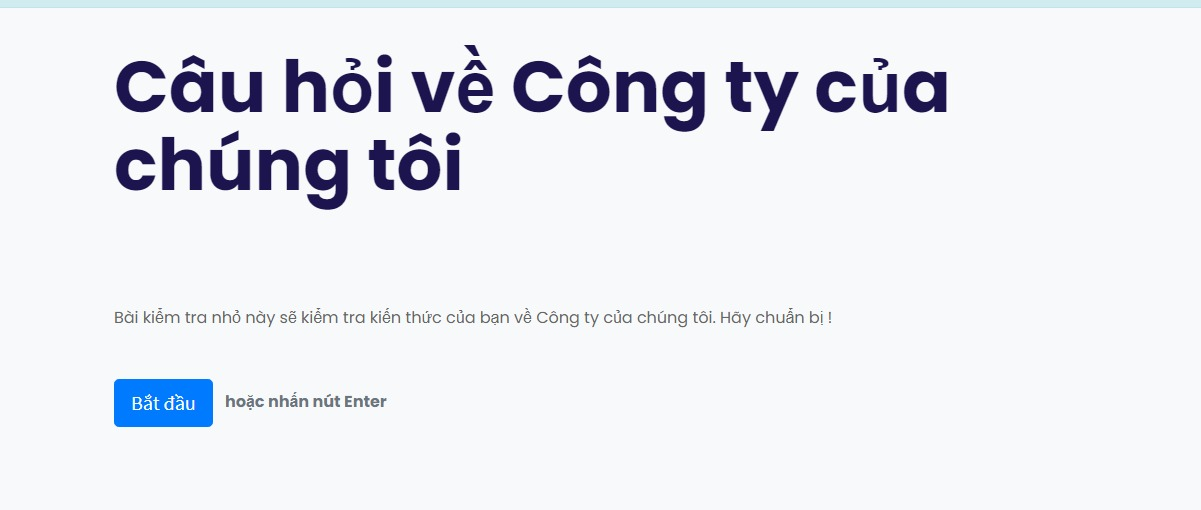 Câu hỏi về Công ty của
chúng tôi
Bài kiểm tra nhỏ này sẽ kiểm tra kiến thức của bạn về Công ty của chúng tôi. Hãy chuẩn bị !
Bắt đầu hoặc nhấn nút Enter